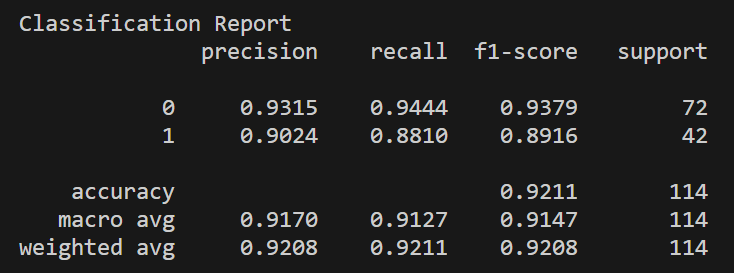 Classification Report
precision recall f1-score support
0 0.9315 0.9444 0.9379 72
1 0.9024 0.8810 0.8916 42
accuracy 0.9211 114
macro avg 0.9170 0.9127 0.9147 114
weighted avg 0.9208 0.9211 0.9208 114